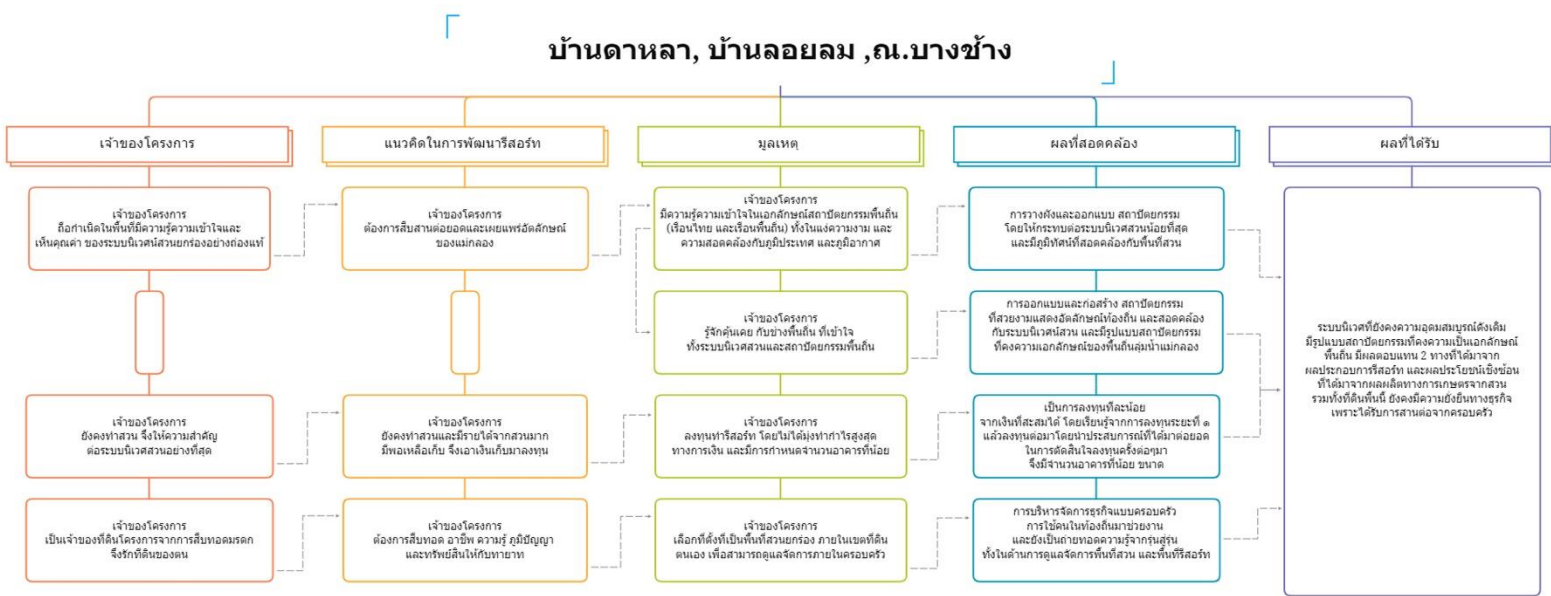 บ้านดาหลา, บ้านลอยลม ,ณ.บางช้าง
เจ้าของโครงการ
แนวคิดในการพัฒนารีสอร์ท
มูลเหตุ
ผลที่สอดคล้อง
ผลที่ได้รับ
เจ้าของโครงการ
ถือกำเนิดในพื้นที่มีความรู้ความเข้าใจและ
เห็นคุณค่า ของระบบนิเวศน์สวนยกร่องอย่างถ่องแท้
เจ้าของโครงการ
ต้องการสืบสานต่อยอดและเผยแพร่อัตลักษณ์
ของแม่กลอง
เจ้าของโครงการ
มีความรู้ความเข้าใจในเอกลักษณ์สถาปัตยกรรมพื้นถิ่น
(เรือนไทย และเรือนพื้นถิ่น) ทั้งในแง่ความงาม และ
ความสอดคล้องกับภูมิประเทศ และภูมิอากาศ
การวางผังและออกแบบ สถาปัตยกรรม
โดยให้กระทบต่อระบบนิเวศสวนน้อยที่สุด
และมีภูมิทัศน์ที่สอดคล้องกับพื้นที่สวน
เจ้าของโครงการ
รู้จักคุ้นเคย กับช่างพื้นถิ่น ที่เข้าใจ
ทั้งระบบนิเวศสวนและสถาปัตยกรรมพื้นถิ่น
การออกแบบและก่อสร้าง สถาปัตยกรรม
ที่สวยงามแสดงอัตลักษณ์ท้องถิ่น และสอดคล้อง
กับระบบนิเวศน์สวน และมีรูปแบบสถาปัตยกรรม
ที่คงความเอกลักษณ์ของพื้นถิ่นลุ่มน้ำแม่กลอง
ระบบนิเวศที่ยังคงความอุดมสมบูรณ์ดังเดิม
มีรูปแบบสถาปัตยกรรมที่คงความเป็นเอกลักษณ์
พื้นถิ่น มีผลตอบแทน 2 ทางที่ได้มาจาก
ผลประกอบการรีสอร์ท และผลประโยชน์เชิงซ้อน
ที่ได้มาจากผลผลิตทางการเกษตรจากสวน
รวมทั้งที่ดินพื้นนี้ ยังคงมีความยั่งยืนทางธุรกิจ
เพราะได้รับการสานต่อจากครอบครัว
เจ้าของโครงการ
ยังคงทำสวน จึงให้ความสำคัญ
ต่อระบบนิเวศสวนอย่างที่สุด
เจ้าของโครงการ
ยังคงทำสวนและมีรายได้จากสวนมาก
มีพอเหลือเก็บ จึงเอาเงินเก็บมาลงทุน
เจ้าของโครงการ
ลงทุนทำรีสอร์ท โดยไม่ได้มุ่งทำกำไรสูงสุด
ทางการเงิน และมีการกำหนดจำนวนอาคารที่น้อย
เป็นการลงทุนทีละน้อย
จากเงินที่สะสมได้ โดยเรียนรู้จากการลงทุนระยะที่ ๑
แล้วลงทุนต่อมาโดยนำประสบการณ์ที่ได้มาต่อยอด
ในการตัดสินใจลงทุนครั้งต่อๆมา
จึงมีจำนวนอาคารที่น้อย ขนาด
เจ้าของโครงการ
เป็นเจ้าของที่ดินโครงการจากการสืบทอดมรดก
จึงรักที่ดินของตน
เจ้าของโครงการ
ต้องการสืบทอด อาชีพ ความรู้ ภูมิปัญญา
และทรัพย์สินให้กับทายาท
เจ้าของโครงการ
เลือกที่ตั้งที่เป็นพื้นที่สวนยกร่อง ภายในเขตที่ดิน
ตนเอง เพื่อสามารถดูแลจัดการภายในครอบครัว
การบริหารจัดการธุรกิจแบบครอบครัว
การใช้คนในท้องถิ่นมาช่วยงาน
และยังเป็นถ่ายทอดความรู้จากรุ่นสู่รุ่น
ทั้งในด้านการดูแลจัดการพื้นที่สวน และพื้นที่รีสอร์ท